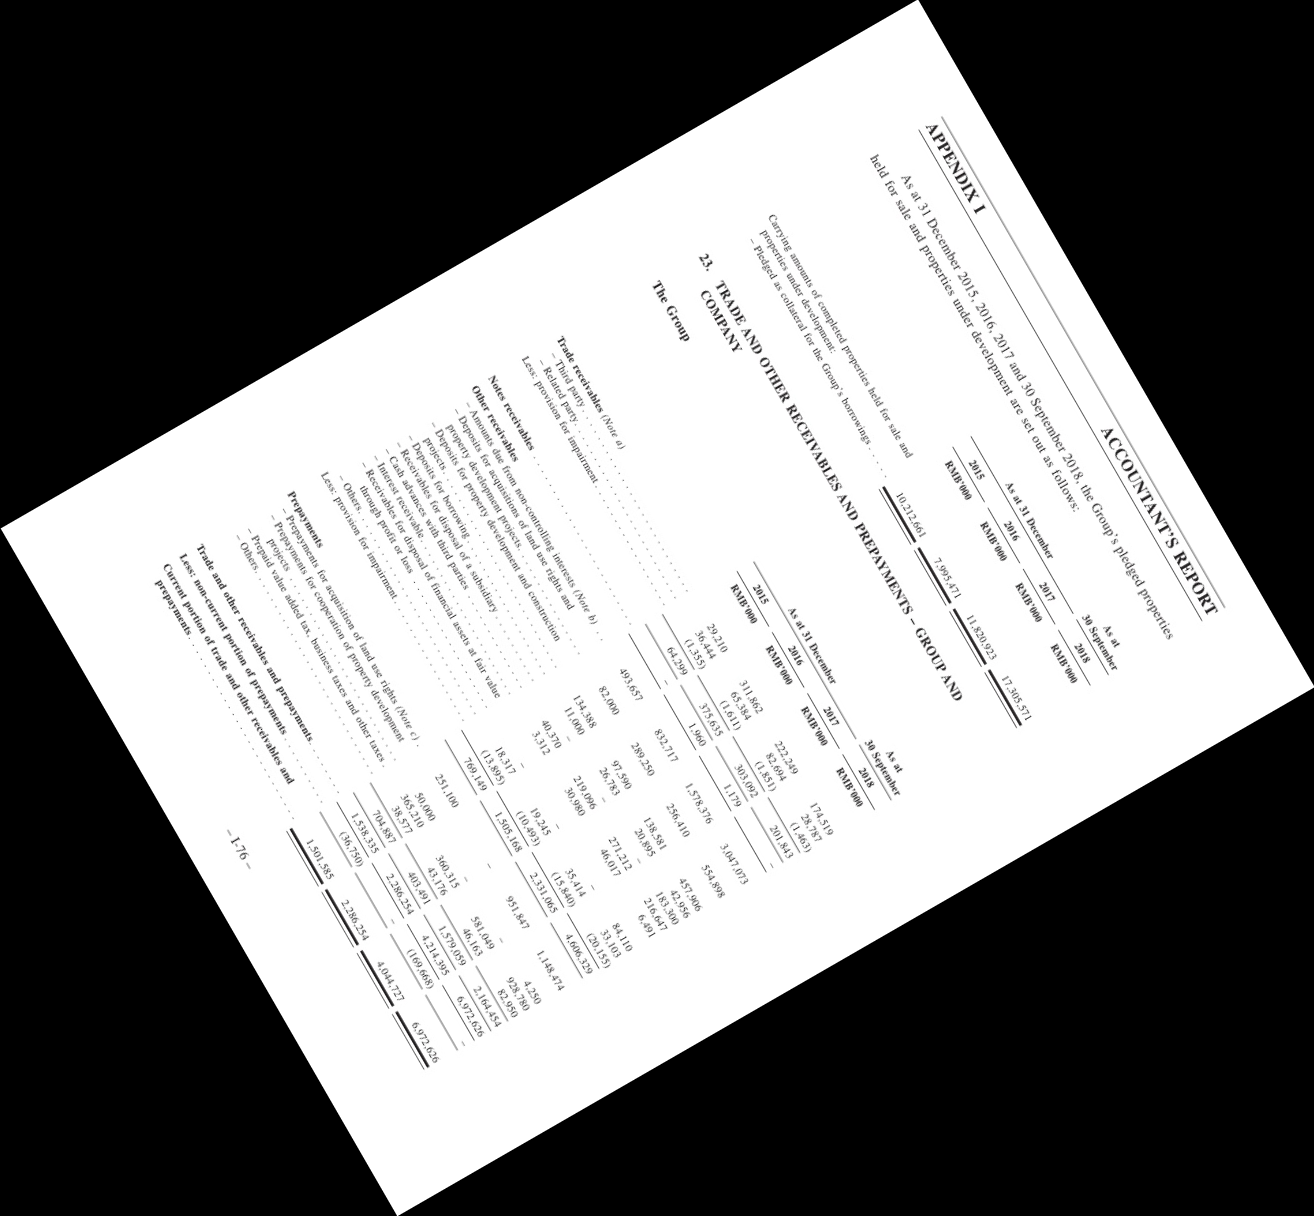 APPENDIX I ACCOUNTANT'S REPORT
As at 31 December 2015, 2016, 2017 and 30 September 2018, the Group's pledged properties
held for sale and properties under development are set out as follows:
As at 31 December As at 30 September
2015 2016 2017 2018
RMB'000 RMB'000 RMB'000 RMB'000
Carrying amounts of completed properties held for sale and
properties under development:
– Pledged as collateral for the Group's borrowings . . . . . 10,212,661 7,995,471 11,820,923 17,305,571
23. TRADE AND OTHER RECEIVABLES AND PREPAYMENTS – GROUP AND
COMPANY
The Group
As at 31 December As at 30 September
2015 2016 2017 2018
RMB'000 RMB'000 RMB'000 RMB'000
Trade receivables (Note a)
– Third party . . . . . 29,210 311,862 222,249 174,519
– Related party . . . . . 36,444 65,384 82,694 28,787
Less: provision for impairment . . . . . (1,355) (1,611) (1,851) (1,463)
64,299 375,635 303,092 201,843
Notes receivables . . . . . – 1,960 1,179 –
Other receivables
– Amounts due from non-controlling interests (Note b) . . 493,657 832,717 1,578,376 3,047,073
– Deposits for acquisitions of land use rights and
property development projects . . . . . 82,000 289,250 256,410 554,898
– Deposits for property development and construction
projects . . . . . 134,388 97,590 138,581 457,906
– Deposits for borrowing . . . . . 11,000 26,783 20,895 42,956
– Receivables for disposal of a subsidiary . . . . . – – – 183,300
– Cash advances with third parties . . . . . 40,370 219,096 271,212 216,647
– Interest receivable . . . . . 3,312 30,980 46,017 6,491
– Receivables for disposal of financial assets at fair value
through profit or loss . . . . . – – – 84,110
– Others . . . . . 18,317 19,245 35,414 33,103
Less: provision for impairment . . . . . (13,895) (10,493) (15,840) (20,155)
769,149 1,505,168 2,331,065 4,606,329
Prepayments
– Prepayments for acquisition of land use rights (Note c) . 251,100 – 951,847 1,148,474
– Prepayments for cooperation of property development
projects . . . . . 50,000 – – 4,250
– Prepaid value added tax, business taxes and other taxes . . 365,210 360,315 581,049 928,780
– Others . . . . . 38,577 43,176 46,163 82,950
704,887 403,491 1,579,059 2,164,454
Trade and other receivables and prepayments . . . . . 1,538,335 2,286,254 4,214,395 6,972,626
Less: non-current portion of prepayments . . . . . (36,750) – (169,668) –
Current portion of trade and other receivables and
prepayments . . . . . 1,501,585 2,286,254 4,044,727 6,972,626
– I-76 –